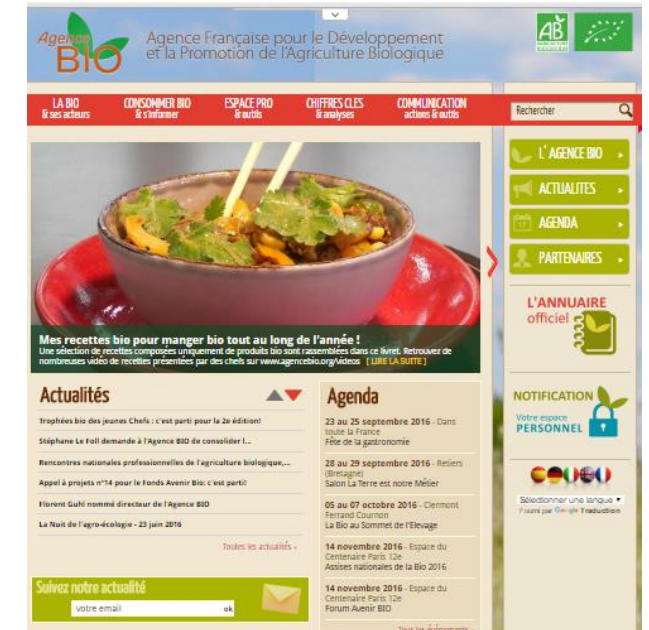 Agence
BIO
Agence Française pour le Développement
et la Promotion de l'Agriculture Biologique
AB
LA BIO
& ses acteurs
CONSOMMER BIO
& s'informer
ESPACE PRO
& outils
CHIFFRES CLES
& analyses
COMMUNICATION
actions & outils
Rechercher
L' AGENCE BIO
ACTUALITES
AGENDA
PARTENAIRES
L'ANNUAIRE
officiel
NOTIFICATION
Votre espace
PERSONNEL
Sélectionner une langue
Fourni par Google Traduction
Mes recettes bio pour manger bio tout au long de l'année !
Une sélection de recettes composées uniquement de produits bio sont rassemblées dans ce livret. Retrouvez de
nombreuses vidéo de recettes présentées par des chefs sur www.agencebio.org/videos [ LIRE LA SUITE ]
Actualités
Trophées bio des jeunes Chefs : c'est parti pour la 2e édition!
Stéphane Le Foll demande à l'Agence BIO de consolider l...
Rencontres nationales professionnelles de l'agriculture biologique,...
Appel à projets n°14 pour le Fonds Avenir Bio: c'est parti!
Florent Guhl nommé directeur de l'Agence BIO
La Nuit de l'agro-écologie - 23 juin 2016
Toutes les actualités »
Suivez notre actualité
votre email
ok
Agenda
23 au 25 septembre 2016 - Dans
toute la France
Fête de la gastronomie
28 au 29 septembre 2016 - Retiers
(Bretagne)
Salon La Terre est notre Métier
05 au 07 octobre 2016 - Clermont
Ferrand Cournon
La Bio au Sommet de l'Elevage
14 novembre 2016 - Espace du
Centenaire Paris 12e
Assises nationales de la Bio 2016
14 novembre 2016 - Espace du
Centenaire Paris 12e
Forum Avenir BIO
Tous les événements